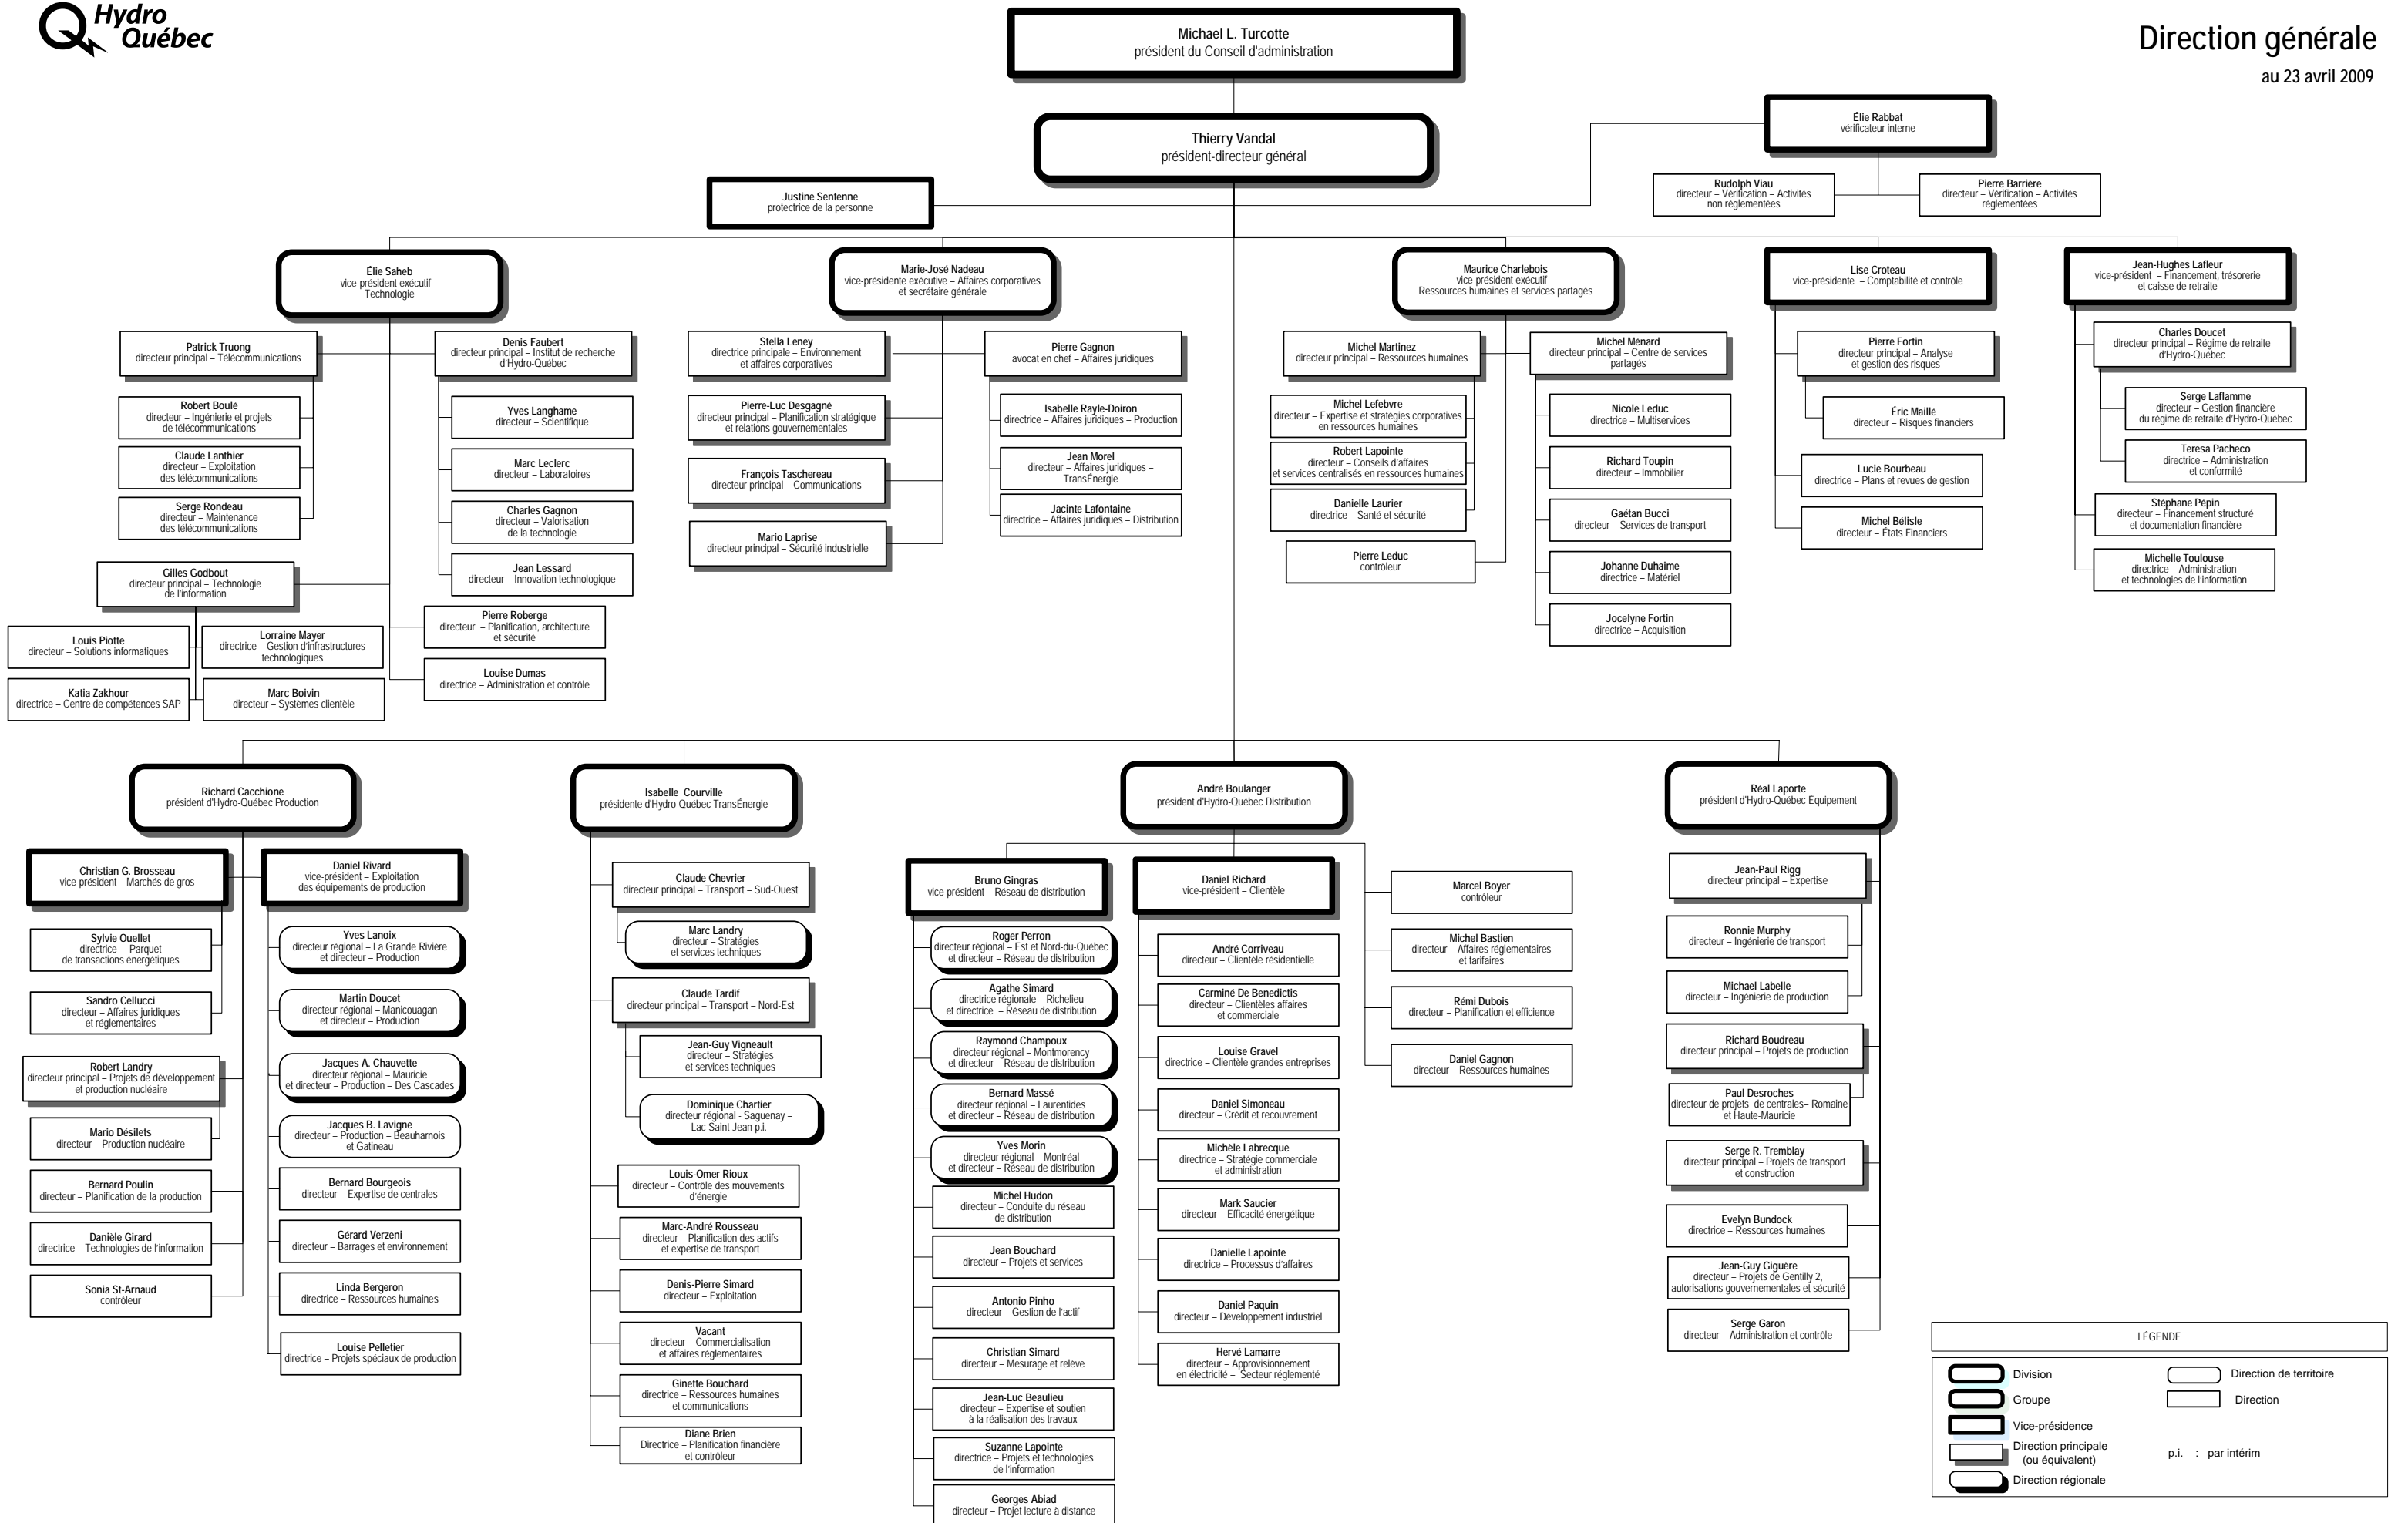 Hydro
Québec
Direction générale
au 23 avril 2009
Michael L. Turcotte
président du Conseil d'administration
Thierry Vandal
président-directeur général
Élie Rabbat
vérificateur interne
Rudolph Viau
directeur – Vérification – Activités
non réglementées
Pierre Barrière
directeur – Vérification – Activités
réglementées
Justine Sentenne
protectrice de la personne
Élie Saheb
vice-président exécutif –
Technologie
Marie-José Nadeau
vice-présidente exécutive – Affaires corporatives
et secrétaire générale
Maurice Charlebois
vice-président exécutif –
Ressources humaines et services partagés
Lise Croteau
vice-présidente – Comptabilité et contrôle
Jean-Hughes Lafleur
vice-président – Financement, trésorerie
et caisse de retraite
Patrick Truong
directeur principal – Télécommunications
Robert Boulé
directeur – Ingénierie et projets
de télécommunications
Claude Lanthier
directeur – Exploitation
des télécommunications
Serge Rondeau
directeur – Maintenance
des télécommunications
Denis Faubert
directeur principal – Institut de recherche
d'Hydro-Québec
Yves Langhame
directeur – Scientifique
Marc Leclerc
directeur – Laboratoires
Charles Gagnon
directeur – Valorisation
de la technologie
Jean Lessard
directeur – Innovation technologique
Gilles Godbout
directeur principal – Technologie
de l'information
Louis Piotte
directeur – Solutions informatiques
Lorraine Mayer
directrice – Gestion d'infrastructures
technologiques
Katia Zakhour
directrice – Centre de compétences SAP
Marc Boivin
directeur – Systèmes clientèle
Pierre Roberge
directeur – Planification, architecture
et sécurité
Louise Dumas
directrice – Administration et contrôle
Stella Leney
directrice principale – Environnement
et affaires corporatives
Pierre-Luc Desgagné
directeur principal – Planification stratégique
et relations gouvernementales
François Taschereau
directeur principal – Communications
Mario Laprise
directeur principal – Sécurité industrielle
Pierre Gagnon
avocat en chef – Affaires juridiques
Isabelle Rayle-Doiron
directrice – Affaires juridiques – Production
Jean Morel
directeur – Affaires juridiques –
TransÉnergie
Jacinte Lafontaine
directrice – Affaires juridiques – Distribution
Michel Martinez
directeur principal – Ressources humaines
Michel Lefebvre
directeur – Expertise et stratégies corporatives
en ressources humaines
Robert Lapointe
directeur – Conseils d'affaires
et services centralisés en ressources humaines
Danielle Laurier
directrice – Santé et sécurité
Pierre Leduc
contrôleur
Michel Ménard
directeur principal – Centre de services
partagés
Nicole Leduc
directrice – Multiservices
Richard Toupin
directeur – Immobilier
Gaétan Bucci
directeur – Services de transport
Johanne Duhaime
directrice – Matériel
Jocelyne Fortin
directrice – Acquisition
Pierre Fortin
directeur principal – Analyse
et gestion des risques
Éric Maillé
directeur – Risques financiers
Lucie Bourbeau
directrice – Plans et revues de gestion
Michel Bélisle
directeur – États Financiers
Charles Doucet
directeur principal – Régime de retraite
d'Hydro-Québec
Serge Laflamme
directeur – Gestion financière
du régime de retraite d'Hydro-Québec
Teresa Pacheco
directrice – Administration
et conformité
Stéphane Pépin
directeur – Financement structuré
et documentation financière
Michelle Toulouse
directrice – Administration
et technologies de l'information
Richard Cacchione
président d'Hydro-Québec Production
Isabelle Courville
présidente d'Hydro-Québec TransÉnergie
André Boulanger
président d'Hydro-Québec Distribution
Réal Laporte
président d'Hydro-Québec Équipement
Christian G. Brosseau
vice-président – Marchés de gros
Sylvie Ouellet
directrice – Parquet
de transactions énergétiques
Sandro Cellucci
directeur – Affaires juridiques
et réglementaires
Robert Landry
directeur principal – Projets de développement
et production nucléaire
Mario Désilets
directeur – Production nucléaire
Bernard Poulin
directeur – Planification de la production
Danièle Girard
directrice – Technologies de l'information
Sonia St-Arnaud
contrôleur
Daniel Rivard
vice-président – Exploitation
des équipements de production
Yves Lanoix
directeur régional – La Grande Rivière
et directeur – Production
Martin Doucet
directeur régional – Manicouagan
et directeur – Production
Jacques A. Chauvette
directeur régional – Mauricie
et directeur – Production – Des Cascades
Jacques B. Lavigne
directeur – Production – Beauharnois
et Gatineau
Bernard Bourgeois
directeur – Expertise de centrales
Gérard Verzeni
directeur – Barrages et environnement
Linda Bergeron
directrice – Ressources humaines
Louise Pelletier
directrice – Projets spéciaux de production
Claude Chevrier
directeur principal – Transport – Sud-Ouest
Marc Landry
directeur – Stratégies
et services techniques
Claude Tardif
directeur principal – Transport – Nord-Est
Jean-Guy Vigneault
directeur – Stratégies
et services techniques
Dominique Chartier
directeur régional - Saguenay –
Lac-Saint-Jean p.i.
Louis-Omer Rioux
directeur – Contrôle des mouvements
d'énergie
Marc-André Rousseau
directeur – Planification des actifs
et expertise de transport
Denis-Pierre Simard
directeur – Exploitation
Vacant
directeur – Commercialisation
et affaires réglementaires
Ginette Bouchard
directrice – Ressources humaines
et communications
Diane Brien
Directrice – Planification financière
et contrôleur
Bruno Gingras
vice-président – Réseau de distribution
Roger Perron
directeur régional – Est et Nord-du-Québec
et directeur – Réseau de distribution
Agathe Simard
directrice régionale – Richelieu
et directrice – Réseau de distribution
Raymond Champoux
directeur régional – Montmorency
et directeur – Réseau de distribution
Bernard Massé
directeur régional – Laurentides
et directeur – Réseau de distribution
Yves Morin
directeur régional – Montréal
et directeur – Réseau de distribution
Michel Hudon
directeur – Conduite du réseau
de distribution
Jean Bouchard
directeur – Projets et services
Antonio Pinho
directeur – Gestion de l'actif
Christian Simard
directeur – Mesurage et relève
Jean-Luc Beaulieu
directeur – Expertise et soutien
à la réalisation des travaux
Suzanne Lapointe
directrice – Projets et technologies
de l'information
Georges Abiad
directeur – Projet lecture à distance
Daniel Richard
vice-président – Clientèle
André Corriveau
directeur – Clientèle résidentielle
Carminé De Benedictis
directeur – Clientèles affaires
et commerciale
Louise Gravel
directrice – Clientèle grandes entreprises
Daniel Simoneau
directeur – Crédit et recouvrement
Michèle Labrecque
directrice – Stratégie commerciale
et administration
Mark Saucier
directeur – Efficacité énergétique
Danielle Lapointe
directrice – Processus d'affaires
Daniel Paquin
directeur – Développement industriel
Hervé Lamarre
directeur – Approvisionnement
en électricité – Secteur réglementé
Marcel Boyer
contrôleur
Michel Bastien
directeur – Affaires réglementaires
et tarifaires
Rémi Dubois
directeur – Planification et efficience
Daniel Gagnon
directeur – Ressources humaines
Jean-Paul Rigg
directeur principal – Expertise
Ronnie Murphy
directeur – Ingénierie de transport
Michael Labelle
directeur – Ingénierie de production
Richard Boudreau
directeur principal – Projets de production
Paul Desroches
directeur de projets de centrales– Romaine
et Haute-Mauricie
Serge R. Tremblay
directeur principal – Projets de transport
et construction
Evelyn Bundock
directrice – Ressources humaines
Jean-Guy Giguère
directeur – Projets de Gentilly 2,
autorisations gouvernementales et sécurité
Serge Garon
directeur – Administration et contrôle
LÉGENDE
Division
Groupe
Vice-présidence
Direction principale
(ou équivalent)
Direction régionale
Direction de territoire
Direction
p.i. : par intérim